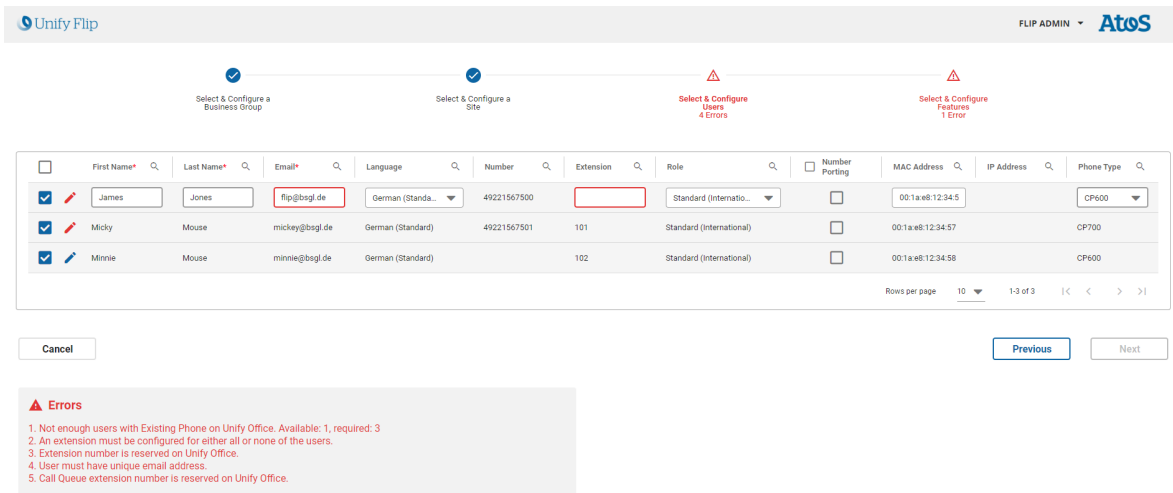 Unify Flip
FLIP ADMIN
Atos
Select & Configure a
Business Group
Select & Configure a
Site
Select & Configure
Users
4 Errors
Select & Configure
Features
1 Error
First Name* Last Name* Email* Language Number Extension Role Number Porting MAC Address IP Address Phone Type
James Jones flip@bsgl.de German (Standa... 49221567500 Standard (Internatio... 00:1a:e8:12:34:5 CP600
Micky Mouse mickey@bsgl.de German (Standard) 49221567501 101 Standard (International) 00:1a:e8:12:34:57 CP700
Minnie Mouse minnie@bsgl.de German (Standard) 102 Standard (International) 00:1a:e8:12:34:58 CP600
Rows per page 10 1-3 of 3
Cancel Previous Next
Errors
1. Not enough users with Existing Phone on Unify Office. Available: 1, required: 3
2. An extension must be configured for either all or none of the users.
3. Extension number is reserved on Unify Office.
4. User must have unique email address.
5. Call Queue extension number is reserved on Unify Office.